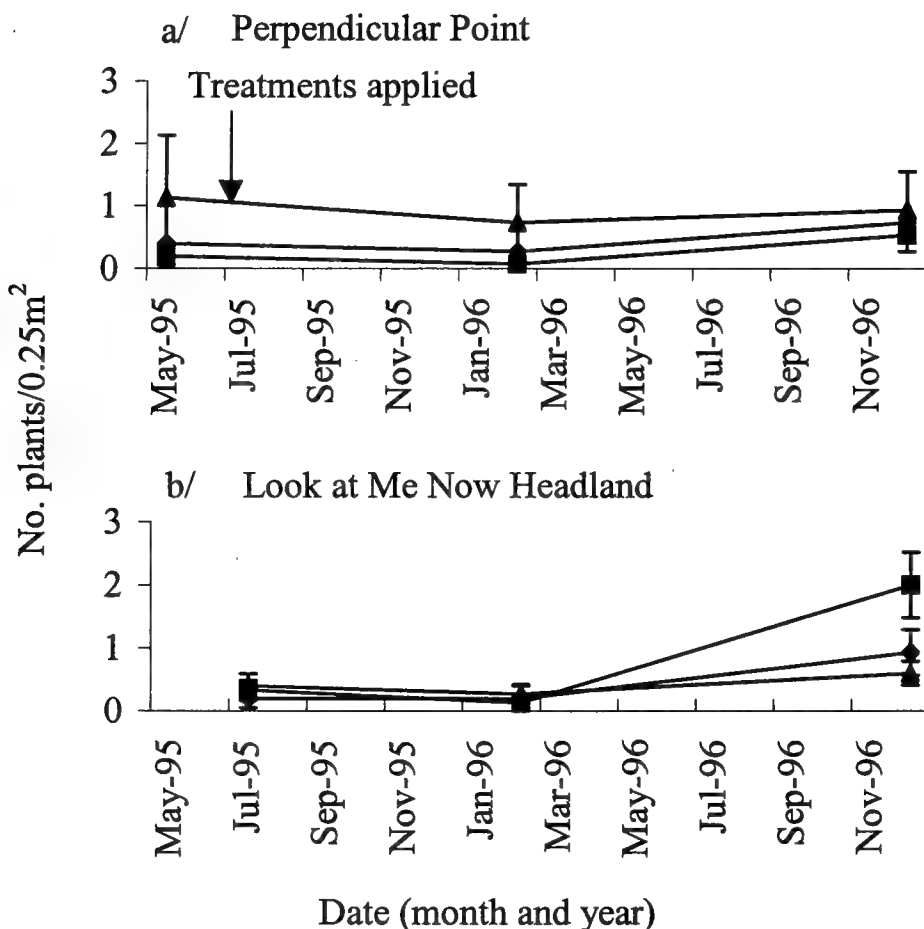 a/ Perpendicular Point
Treatments applied
3
2
1
0
May-95
Jul-95
Sep-95
Nov-95
Jan-96
Mar-96
May-96
Jul-96
Sep-96
Nov-96
No. plants/0.25m²
b/ Look at Me Now Headland
3
2
1
0
May-95
Jul-95
Sep-95
Nov-95
Jan-96
Mar-96
May-96
Jul-96
Sep-96
Nov-96
Date (month and year)